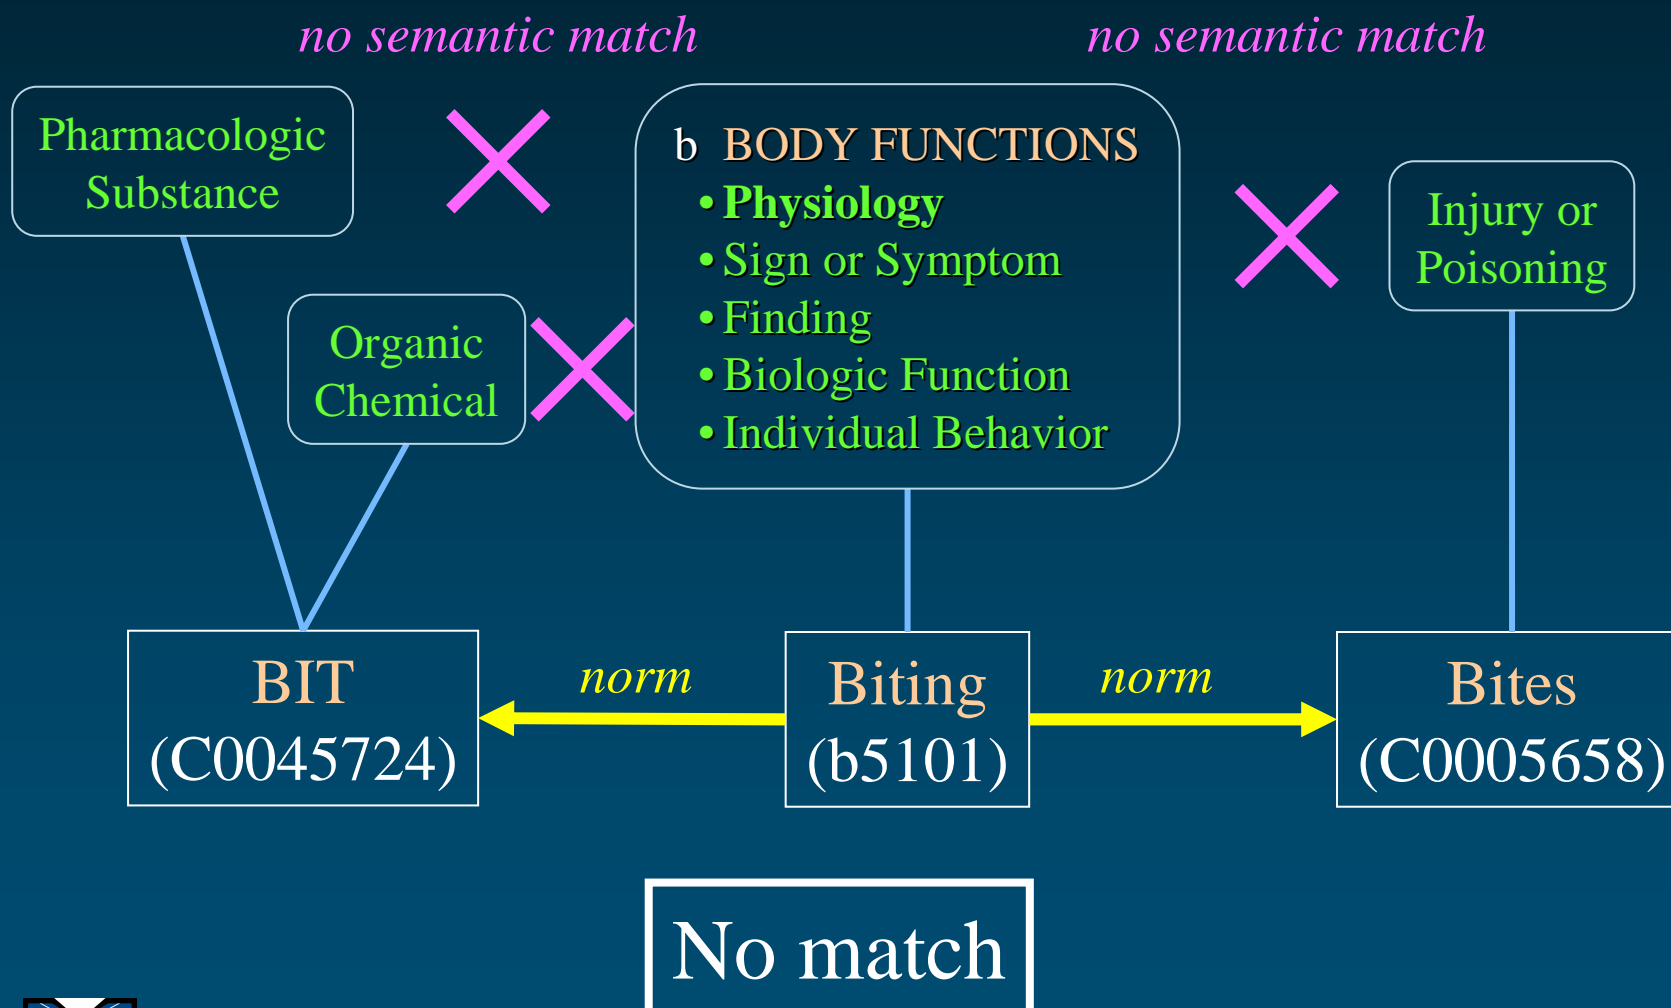 no semantic match
no semantic match
Pharmacologic
Substance
Organic
Chemical
b BODY FUNCTIONS
• Physiology
• Sign or Symptom
• Finding
• Biologic Function
• Individual Behavior
Injury or
Poisoning
BIT
(C0045724)
norm
Biting
(b5101)
norm
Bites
(C0005658)
No match